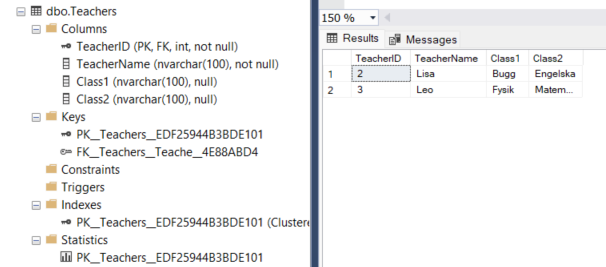 dbo.Teachers
Columns
TeacherID (PK, FK, int, not null)
TeacherName (nvarchar(100), not null)
Class1 (nvarchar(100), null)
Class2 (nvarchar(100), null)
Keys
PK__Teachers__EDF25944B3BDE101
FK__Teachers__Teache__4E88ABD4
Constraints
Triggers
Indexes
PK__Teachers__EDF25944B3BDE101 (Clustere
Statistics
PK__Teachers__EDF25944B3BDE101
150 %
Results Messages
TeacherID TeacherName Class1 Class2
1 2 Lisa Bugg Engelska
2 3 Leo Fysik Matem...